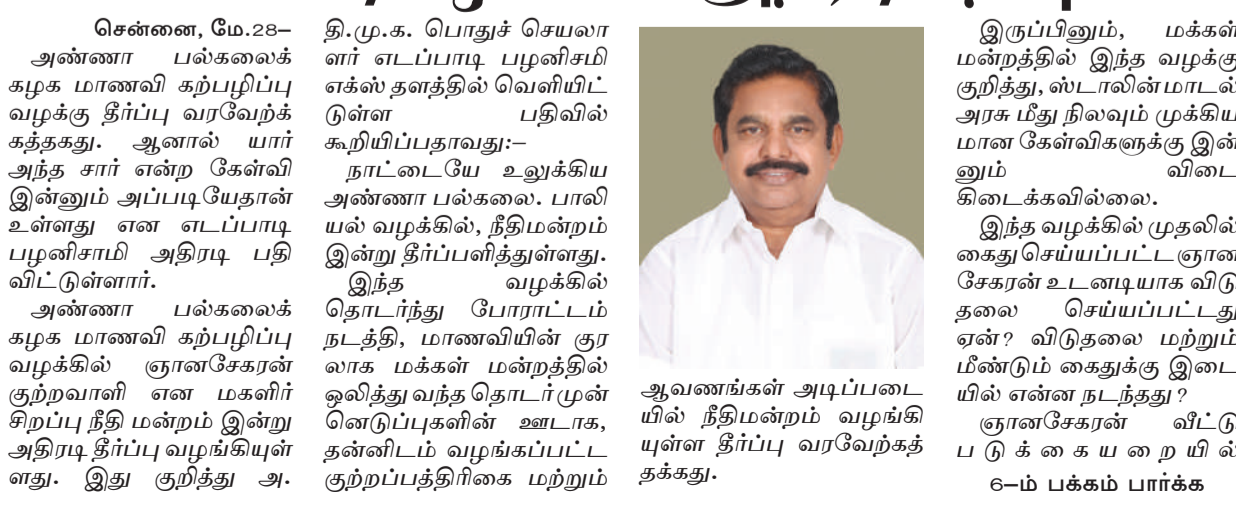 சென்னை, மே.28–
அண்ணா பல்கலைக்
கழக மாணவி கற்பழிப்பு
வழக்கு தீர்ப்பு வரவேற்க்
கத்தகது. ஆனால் யார்
அந்த சார் என்ற கேள்வி
இன்னும் அப்படியேதான்
உள்ளது என எடப்பாடி
பழனிசாமி அதிரடி பதி
விட்டுள்ளார்.
அண்ணா பல்கலைக்
கழக மாணவி கற்பழிப்பு
வழக்கில் ஞானசேகரன்
குற்றவாளி என மகளிர்
சிறப்பு நீதி மன்றம் இன்று
அதிரடி தீர்ப்பு வழங்கியுள்
ளது. இது குறித்து அ.
தி.மு.க. பொதுச் செயலா
ளர் எடப்பாடி பழனிசமி
எக்ஸ் தளத்தில் வெளியிட்
டுள்ள பதிவில்
கூறியிப்பதாவது:–
நாட்டையே உலுக்கிய
அண்ணா பல்கலை. பாலி
யல் வழக்கில், நீதிமன்றம்
இன்று தீர்ப்பளித்துள்ளது.
இந்த வழக்கில்
தொடர்ந்து போராட்டம்
நடத்தி, மாணவியின் குர
லாக மக்கள் மன்றத்தில்
ஒலித்து வந்த தொடர் முன்
னெடுப்புகளின் ஊடாக,
தன்னிடம் வழங்கப்பட்ட
குற்றப்பத்திரிகை மற்றும்
ஆவணங்கள் அடிப்படை
யில் நீதிமன்றம் வழங்கி
யுள்ள தீர்ப்பு வரவேற்கத்
தக்கது.
இருப்பினும், மக்கள்
மன்றத்தில் இந்த வழக்கு
குறித்து, ஸ்டாலின் மாடல்
அரசு மீது நிலவும் முக்கிய
மான கேள்விகளுக்கு இன்
னும் விடை
கிடைக்கவில்லை.
இந்த வழக்கில் முதலில்
கைது செய்யப்பட்ட ஞான
சேகரன் உடனடியாக விடு
தலை செய்யப்பட்டது
ஏன்? விடுதலை மற்றும்
மீண்டும் கைதுக்கு இடை
யில் என்ன நடந்தது ?
ஞானசேகரன் வீட்டு
படுக்கையறையில்
6–ம் பக்கம் பார்க்க